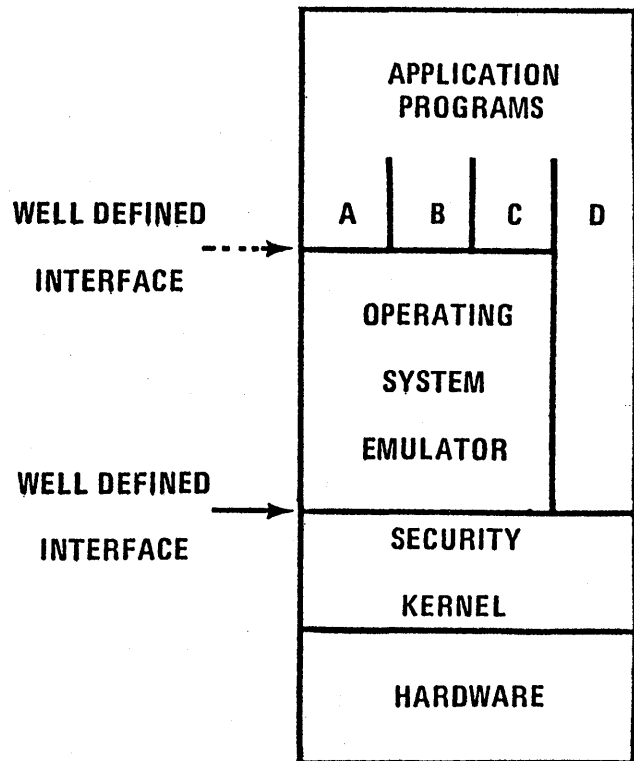 APPLICATION
PROGRAMS
WELL DEFINED
INTERFACE
A B C D
OPERATING
SYSTEM
EMULATOR
WELL DEFINED
INTERFACE
SECURITY
KERNEL
HARDWARE